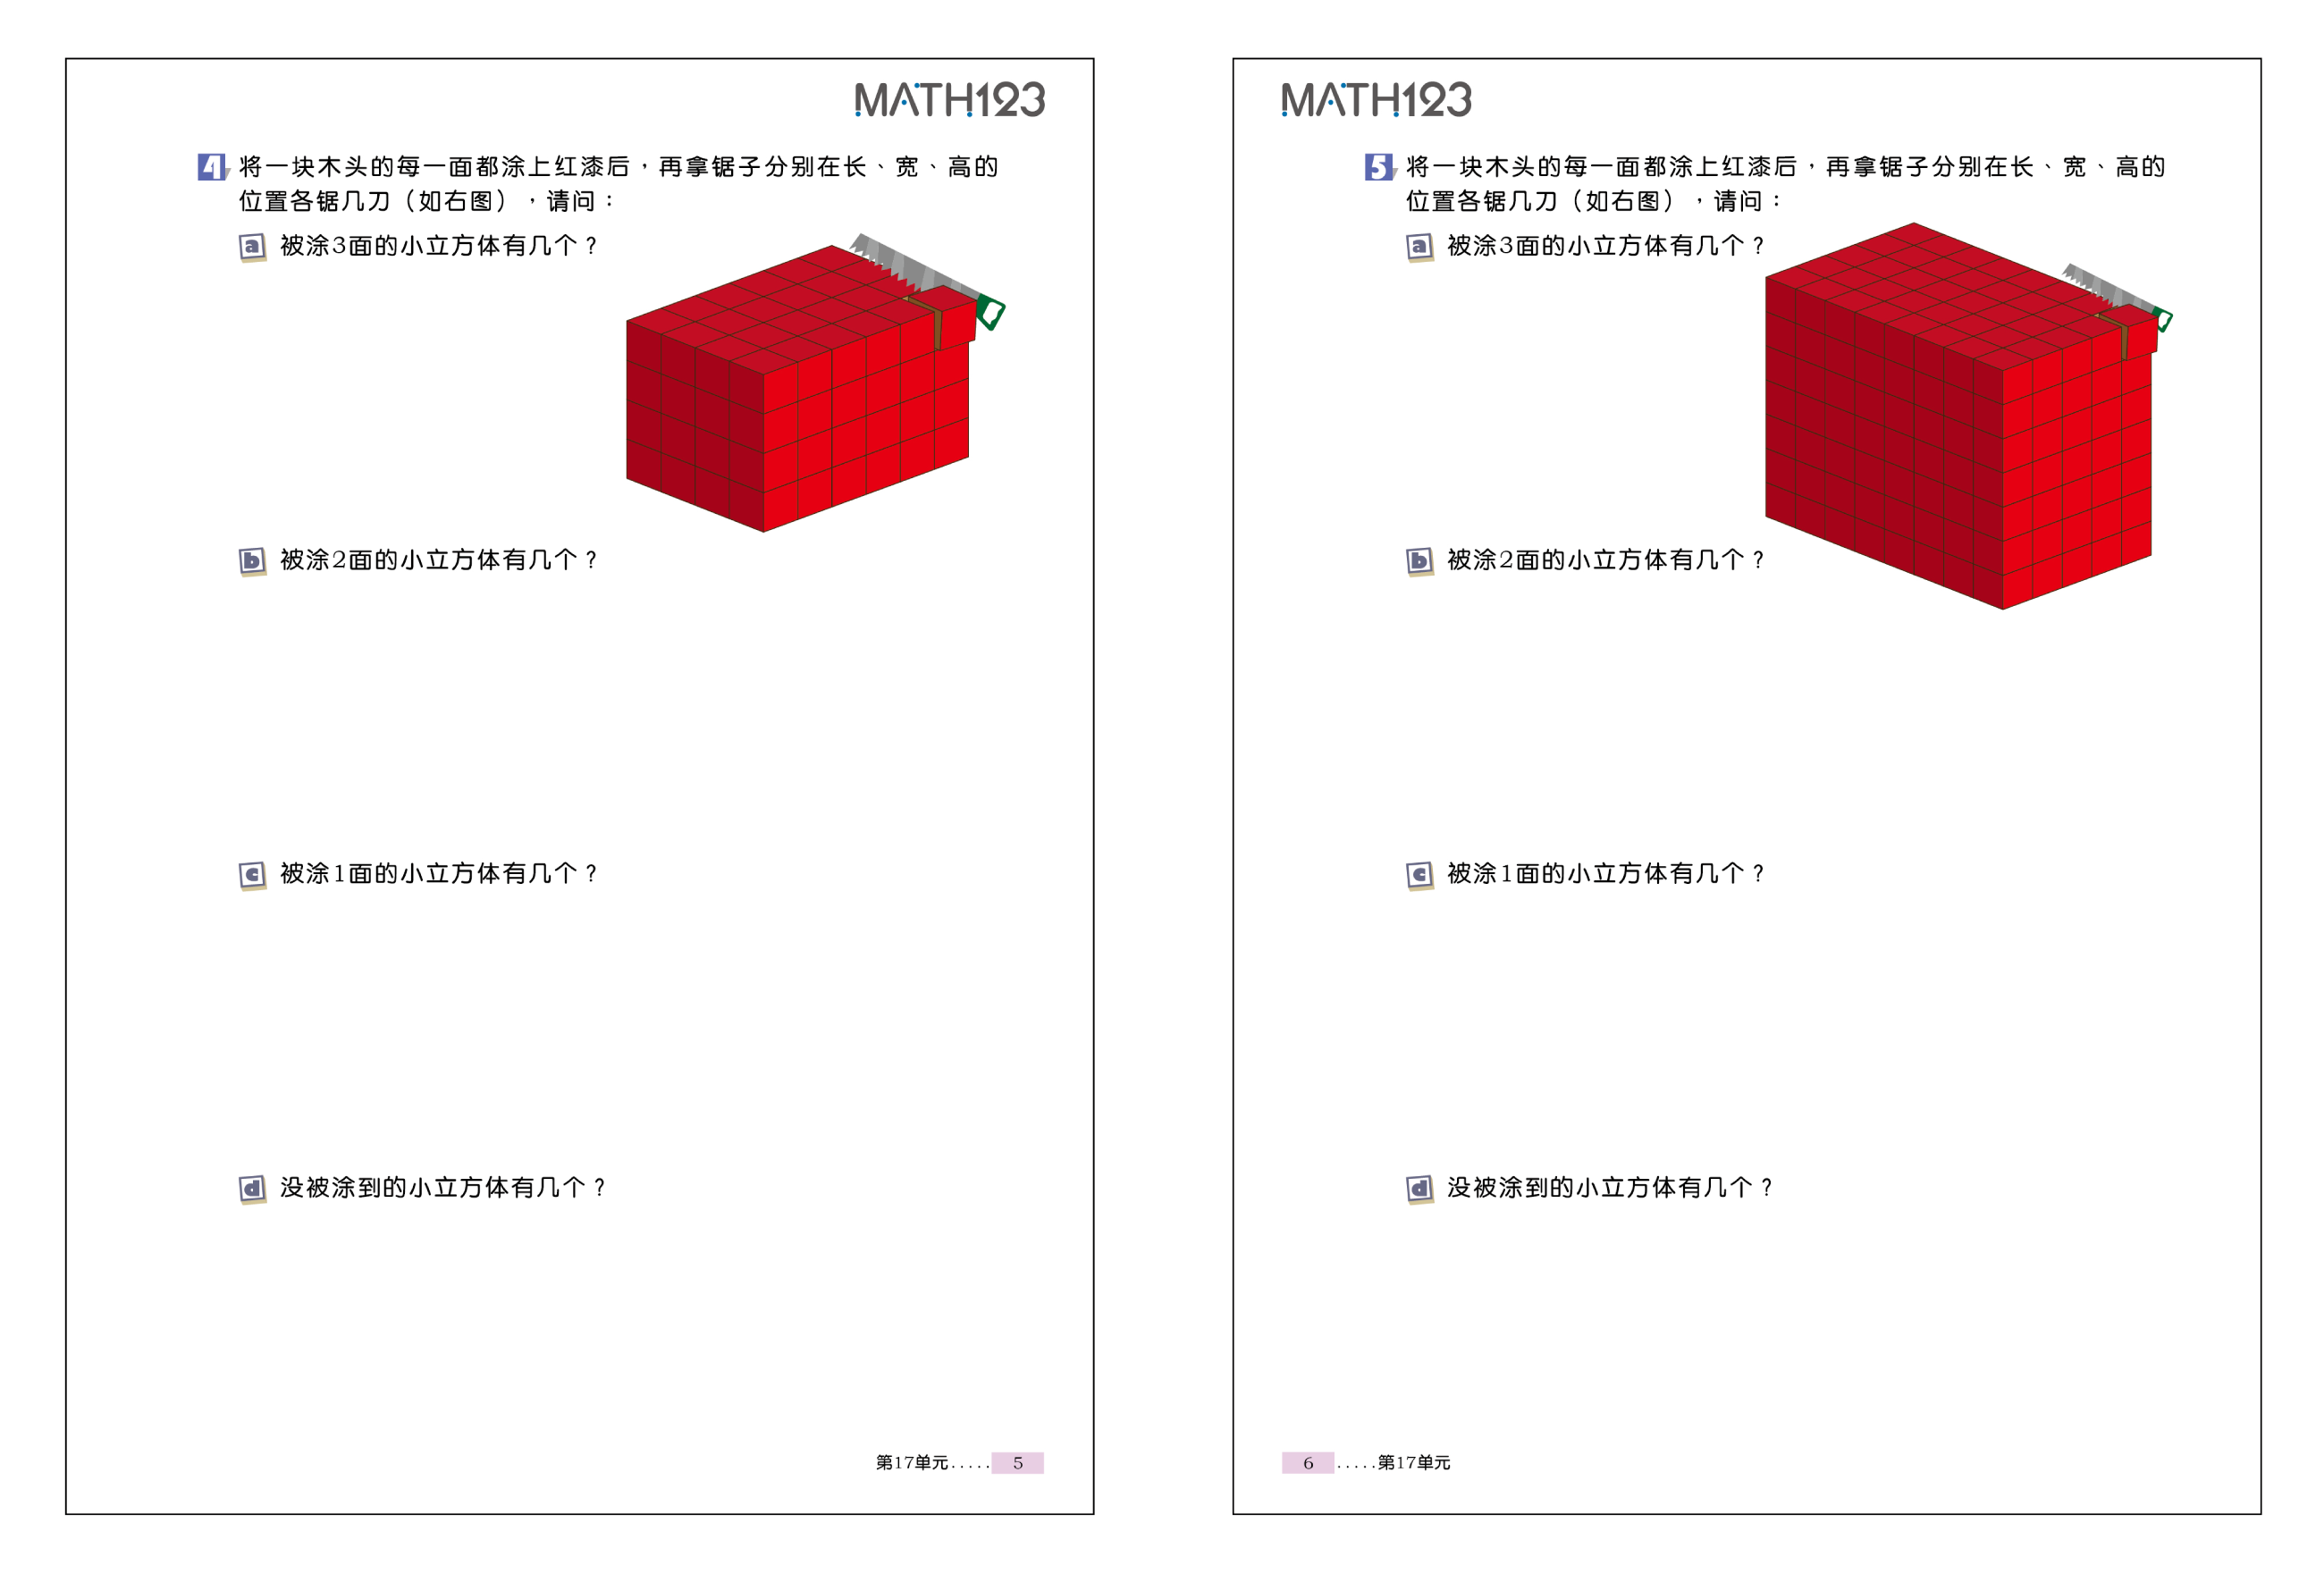 MATH123
4 将一块木头的每一面都涂上红漆后，再拿锯子分别在长、宽、高的
位置各锯几刀（如右图），请问：
a 被涂3面的小立方体有几个？
b 被涂2面的小立方体有几个？
c 被涂1面的小立方体有几个？
d 没被涂到的小立方体有几个？
第17单元.....5
MATH123
5 将一块木头的每一面都涂上红漆后，再拿锯子分别在长、宽、高的
位置各锯几刀（如右图），请问：
a 被涂3面的小立方体有几个？
b 被涂2面的小立方体有几个？
c 被涂1面的小立方体有几个？
d 没被涂到的小立方体有几个？
6.....第17单元